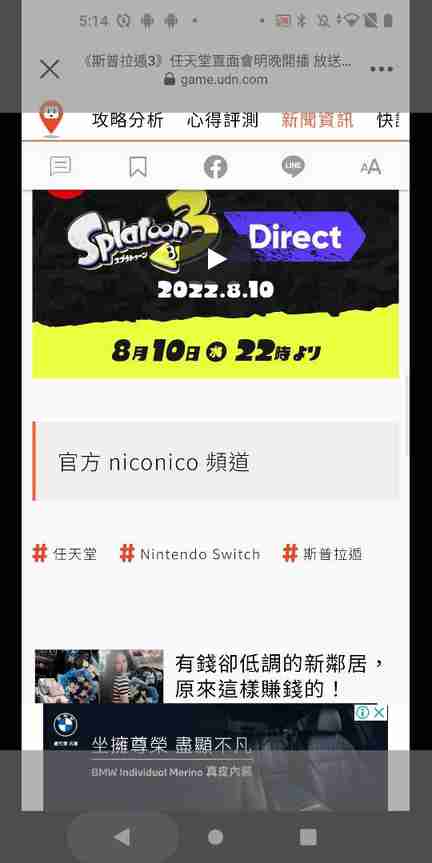 5:14
《斯普拉遁3》任天堂直面會明晚開播 放送...
game.udn.com
攻略分析 心得評測 新聞資訊
LINE
AA
Splatoon 3 Direct
スプラトゥーン
2022.8.10
8月10日 水 22時より
官方 niconico 頻道
# 任天堂 # Nintendo Switch # 斯普拉遁
有錢卻低調的新鄰居，
原來這樣賺錢的！
坐擁尊榮 盡顯不凡
BMW Individual Merino 真皮內裝